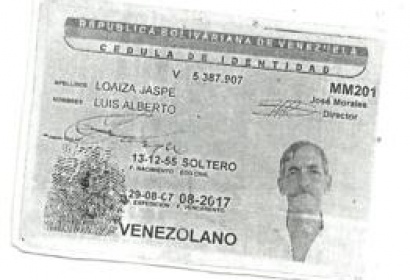 REPUBLICA BOLIVARIANA DE VENEZUELA
CEDULA DE IDENTIDAD
V 5.387.907
MM201
APELLIDOS LOAIZA JASPE
NOMBRES LUIS ALBERTO
José Morales
Director
13-12-55 SOLTERO
F. NACIMIENTO EDO CIVIL
29-08-07 08-2017
F. EXPEDICION F. VENCIMIENTO
VENEZOLANO